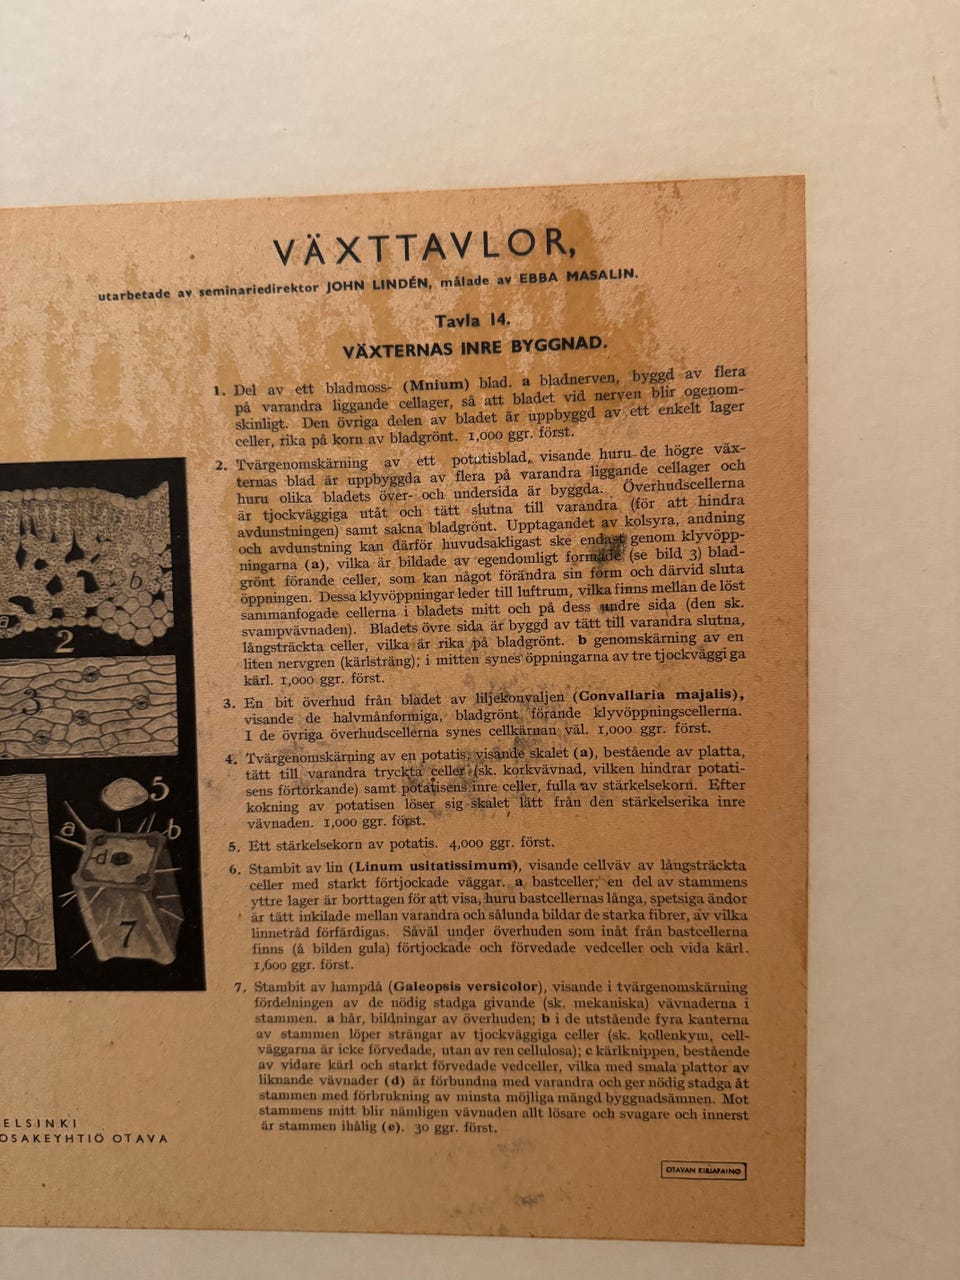 VÄXTTAVLOR,
utarbetade av seminariedirektor JOHN LINDÉN, målade av EBBA MASALIN.
Tavla 14.
VÄXTERNAS INRE BYGGNAD.
1. Del av ett bladmoss- (Mnium) blad. a bladnerven, byggd av flera
på varandra liggande cellager, så att bladet vid nerven blir ogenom-
skinligt. Den övriga delen av bladet är uppbyggd av ett enkelt lager
celler, rika på korn av bladgrönt. 1,000 ggr. först.
2. Tvärgenomskärning av ett potatisblad, visande huru de högre väx-
ternas blad är uppbyggda av flera på varandra liggande cellager och
huru olika bladets över- och undersida är byggda. Överhudscellerna
är tjockväggiga utåt och tätt slutna till varandra (för att hindra
avdunstningen) samt sakna bladgrönt. Upptagandet av kolsyra, andning
och avdunstning kan därför huvudsakligast ske endast genom klyvöpp-
ningarna (a), vilka är bildade av egendomligt formade (se bild 3) blad-
grönt förande celler, som kan något förändra sin form och därvid sluta
öppningen. Dessa klyvöppningar leder till luftrum, vilka finns mellan de löst
sammanfogade cellerna i bladets mitt och på dess undre sida (den sk.
svampvävnaden). Bladets övre sida är byggd av tätt till varandra slutna,
långsträckta celler, vilka är rika på bladgrönt. b genomskärning av en
liten nervgren (kärlsträng); i mitten synes öppningarna av tre tjockväggiga
kärl. 1,000 ggr. först.
3. En bit överhud från bladet av liljekonvaljen (Convallaria majalis),
visande de halvmånformiga, bladgrönt förande klyvöppningscellerna.
I de övriga överhudscellerna synes cellkärnan väl. 1,000 ggr. först.
4. Tvärgenomskärning av en potatis, visande skalet (a), bestående av platta,
tätt till varandra tryckta celler (sk. korkvävnad, vilken hindrar potati-
sens förtorkande) samt potatisens inre celler, fulla av stärkelsekorn. Efter
kokning av potatisen löser sig skalet lätt från den stärkelserika inre
vävnaden. 1,000 ggr. först.
5. Ett stärkelsekorn av potatis. 4,000 ggr. först.
6. Stambit av lin (Linum usitatissimum), visande cellväv av långsträckta
celler med starkt förtjockade väggar. a bastceller; en del av stammens
yttre lager är borttagen för att visa, huru bastcellernas långa, spetsiga ändor
är tätt inkilade mellan varandra och sålunda bildar de starka fibrer, av vilka
linnetråd förfärdigas. Såväl under överhuden som inåt från bastcellerna
finns (å bilden gula) förtjockade och förvedade vedceller och vida kärl.
1,600 ggr. först.
7. Stambit av hampdå (Galeopsis versicolor), visande i tvärgenomskärning
fördelningen av de nödig stadga givande (sk. mekaniska) vävnaderna i
stammen. a hår, bildningar av överhuden; b i de utstående fyra kanterna
av stammen löper strängar av tjockväggiga celler (sk. kollenkym, cell-
väggarna är icke förvedade, utan av ren cellulosa); c kärlknippen, bestående
av vidare kärl och starkt förvedade vedceller, vilka med smala plattor av
liknande vävnader (d) är förbundna med varandra och ger nödig stadga åt
stammen med förbrukning av minsta möjliga mängd byggnadsämnen. Mot
stammens mitt blir nämligen vävnaden allt lösare och svagare och innerst
är stammen ihålig (e). 30 ggr. först.
a
b
2
3
5
a
b
d
7
ELSINKI
OSAKEYHTIÖ OTAVA
OTAVAN KIRJAPAINO